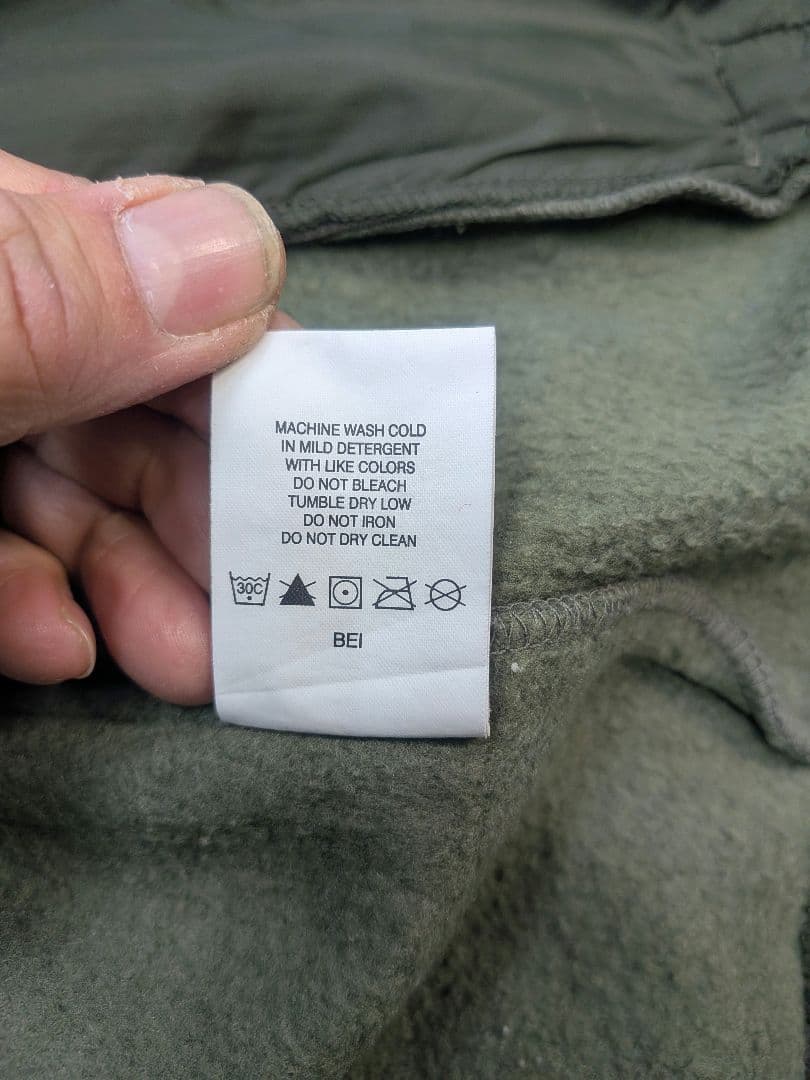 MACHINE WASH COLD
IN MILD DETERGENT
WITH LIKE COLORS
DO NOT BLEACH
TUMBLE DRY LOW
DO NOT IRON
DO NOT DRY CLEAN
30C
BEI